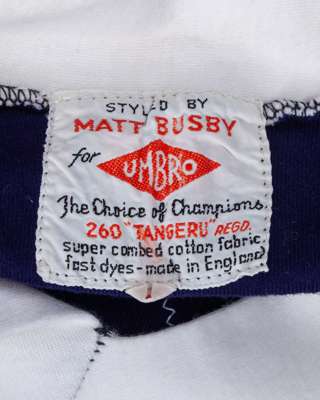 STYLED BY
MATT BUSBY
for
UMBRO
The Choice of Champions
260 "TANGERU" REGD.
super combed cotton fabric
fast dyes-made in England